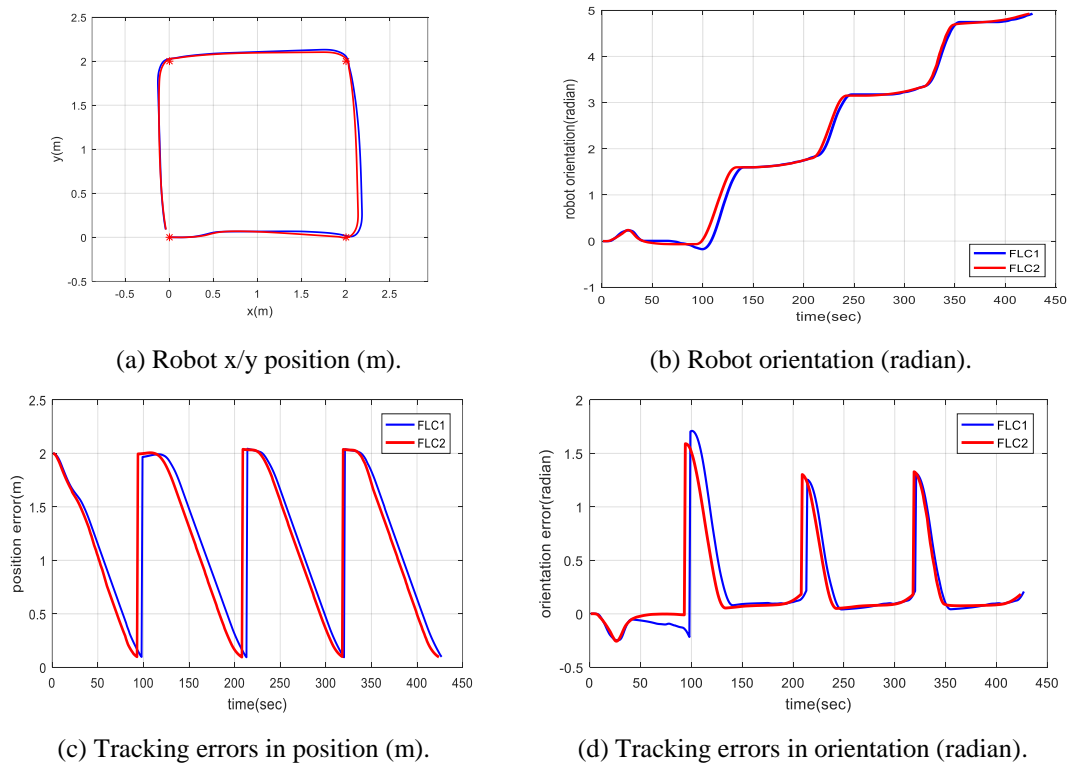 2.5
2
1.5
1
0.5
0
-0.5
y(m)
-0.5 0 0.5 1 1.5 2 2.5
x(m)
(a) Robot x/y position (m).
5
4
3
2
1
0
-1
robot orientation(radian)
FLC1
FLC2
0 50 100 150 200 250 300 350 400 450
time(sec)
(b) Robot orientation (radian).
2.5
2
1.5
1
0.5
0
position error(m)
FLC1
FLC2
0 50 100 150 200 250 300 350 400 450
time(sec)
(c) Tracking errors in position (m).
2
1.5
1
0.5
0
-0.5
orientation error(radian)
FLC1
FLC2
0 50 100 150 200 250 300 350 400 450
time(sec)
(d) Tracking errors in orientation (radian).